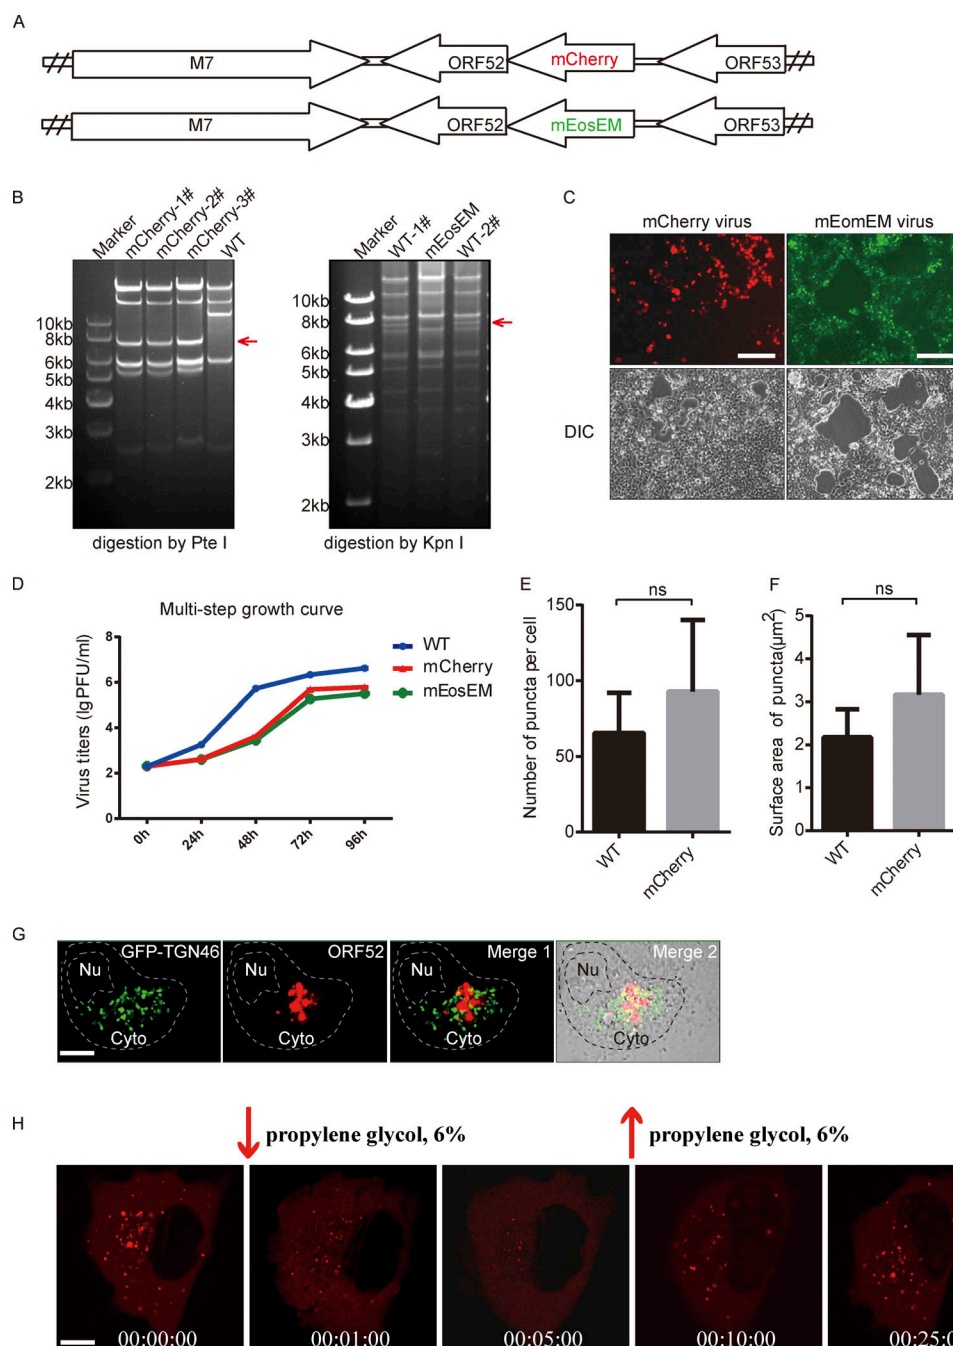 A
M7 ORF52 mCherry ORF53
M7 ORF52 mEosEM ORF53
B
Marker mCherry-1# mCherry-2# mCherry-3# WT
10kb
8kb
6kb
5kb
4kb
3kb
2kb
digestion by Pte I
Marker WT-1# mEosEM WT-2#
10kb
8kb
6kb
5kb
4kb
3kb
2kb
digestion by Kpn I
C
mCherry virus mEomEM virus
DIC
D
Multi-step growth curve
Virus titers (lgPFU/ml)
8
6
4
2
0
0h 24h 48h 72h 96h
WT
mCherry
mEosEM
E
ns
Number of puncta per cell
150
100
50
0
WT mCherry
F
ns
Surface area of puncta(µm²)
5
4
3
2
1
0
WT mCherry
G
GFP-TGN46 ORF52 Merge 1 Merge 2
Nu Nu Nu Nu
Cyto Cyto Cyto Cyto
H
propylene glycol, 6% propylene glycol, 6%
00:00:00 00:01:00 00:05:00 00:10:00 00:25:0